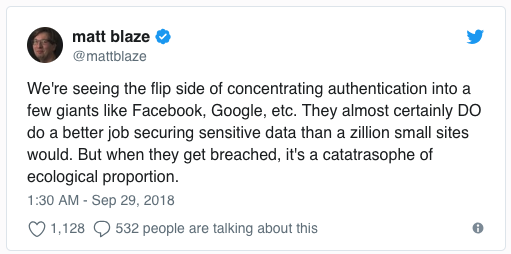 matt blaze
@mattblaze
We're seeing the flip side of concentrating authentication into a
few giants like Facebook, Google, etc. They almost certainly DO
do a better job securing sensitive data than a zillion small sites
would. But when they get breached, it's a catatrasophe of
ecological proportion.
1:30 AM - Sep 29, 2018
1,128 532 people are talking about this